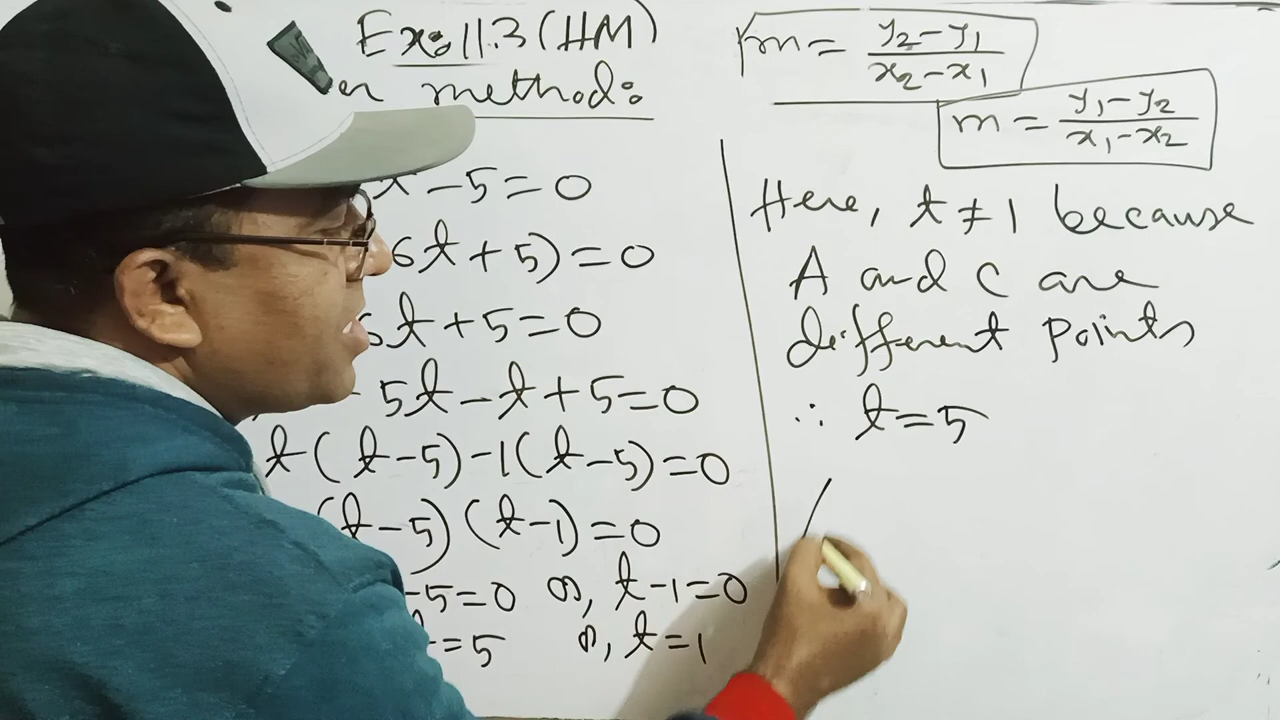 Ex: 11.3 (HM)
method:
x - 5 = 0
6t + 5) = 0
6t + 5 = 0
- 5t - t + 5 = 0
t(t - 5) - 1(t - 5) = 0
(t - 5)(t - 1) = 0
-5 = 0 or, t - 1 = 0
= 5 or, t = 1
m = y2 - y1 / x2 - x1
m = y1 - y2 / x1 - x2
Here, t ≠ 1 because
A and C are
different points
∴ t = 5